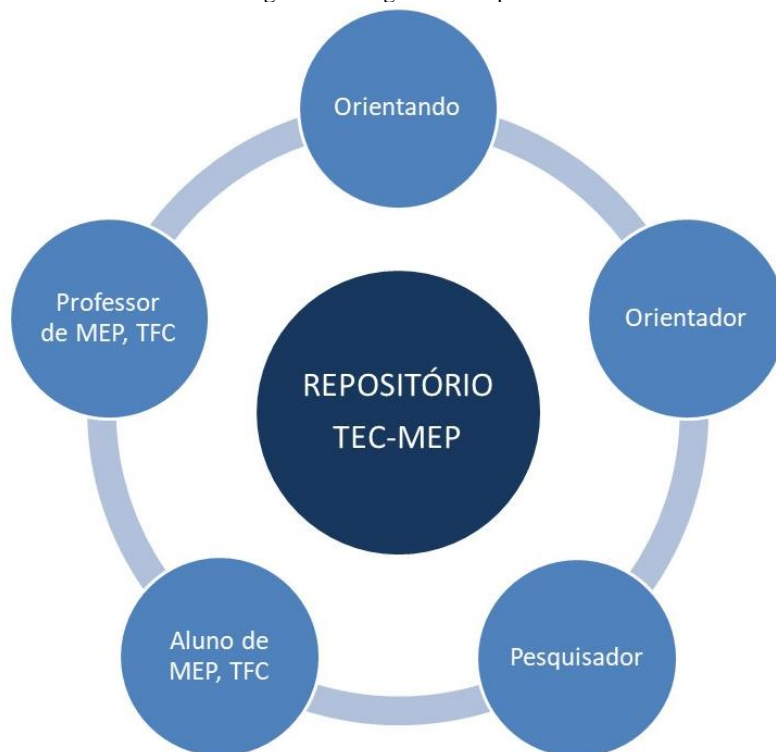 Orientando
Professor
de MEP, TFC
Orientador
REPOSITÓRIO
TEC-MEP
Aluno de
MEP, TFC
Pesquisador